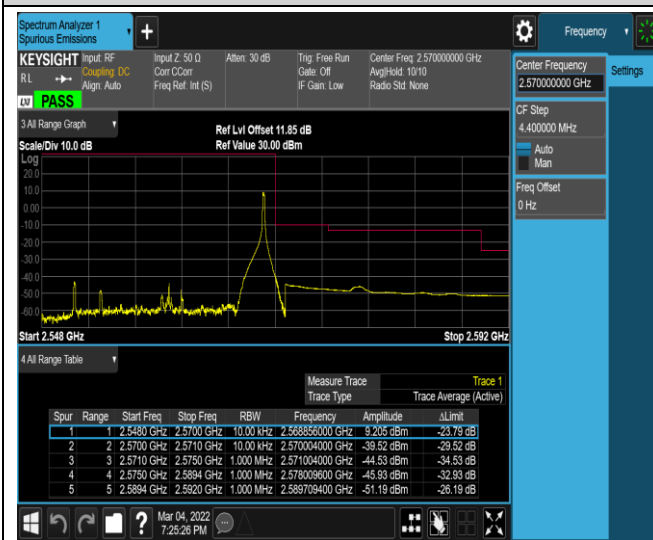 Spectrum Analyzer 1
Spurious Emissions
Frequency
KEYSIGHT Input: RF Input Z: 50 Ω Atten: 30 dB Trig: Free Run Center Freq: 2.570000000 GHz
RL Coupling: DC Corr CCorr Gate: Off Avg|Hold: 10/10
Align: Auto Freq Ref: Int (S) IF Gain: Low Radio Std: None
LXI PASS
Center Frequency
2.570000000 GHz
Settings
CF Step
4.400000 MHz
Auto
Man
Freq Offset
0 Hz
3 All Range Graph
Ref Lvl Offset 11.85 dB
Scale/Div 10.0 dB Ref Value 30.00 dBm
Log
20.0
10.0
0.00
-10.0
-20.0
-30.0
-40.0
-50.0
-60.0
Start 2.548 GHz Stop 2.592 GHz
4 All Range Table
Measure Trace Trace 1
Trace Type Trace Average (Active)
Spur Range Start Freq Stop Freq RBW Frequency Amplitude ΔLimit
1 1 2.5480 GHz 2.5700 GHz 10.00 kHz 2.568856000 GHz 9.205 dBm -23.79 dB
2 2 2.5700 GHz 2.5710 GHz 10.00 kHz 2.570004000 GHz -39.52 dBm -29.52 dB
3 3 2.5710 GHz 2.5750 GHz 1.000 MHz 2.571004000 GHz -44.53 dBm -34.53 dB
4 4 2.5750 GHz 2.5894 GHz 1.000 MHz 2.578009600 GHz -45.93 dBm -32.93 dB
5 5 2.5894 GHz 2.5920 GHz 1.000 MHz 2.589709400 GHz -51.19 dBm -26.19 dB
Mar 04, 2022
7:25:26 PM